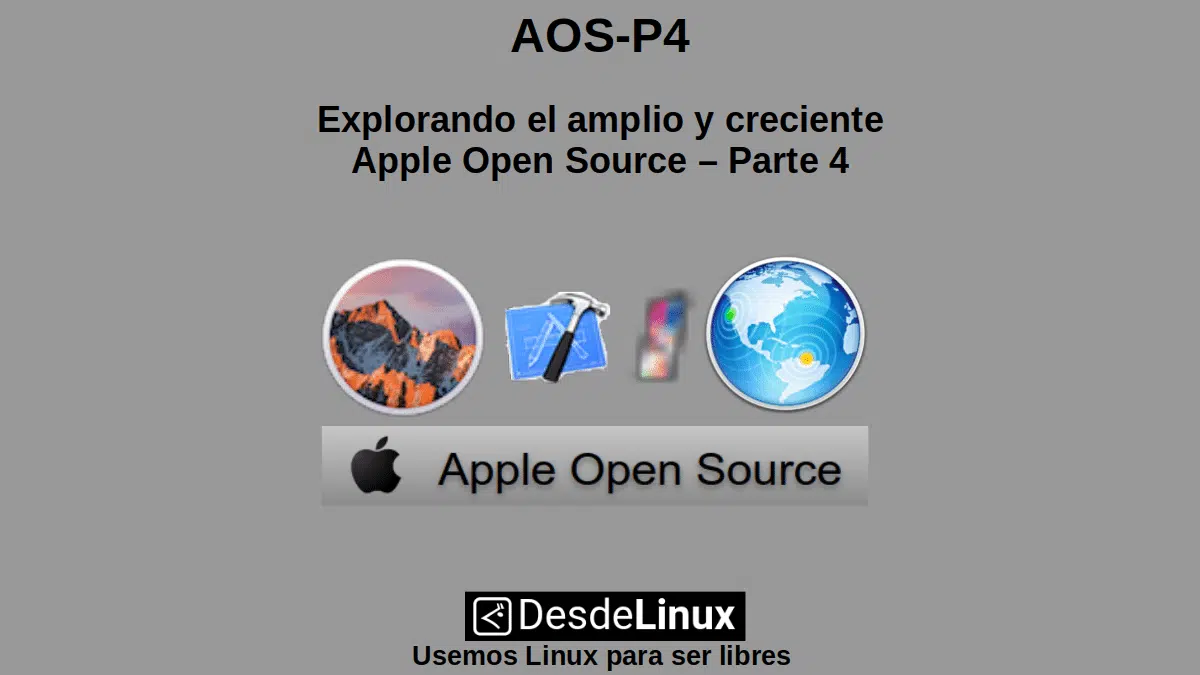 AOS-P4
Explorando el amplio y creciente
Apple Open Source – Parte 4
Apple Open Source
DesdeLinux
Usemos Linux para ser libres